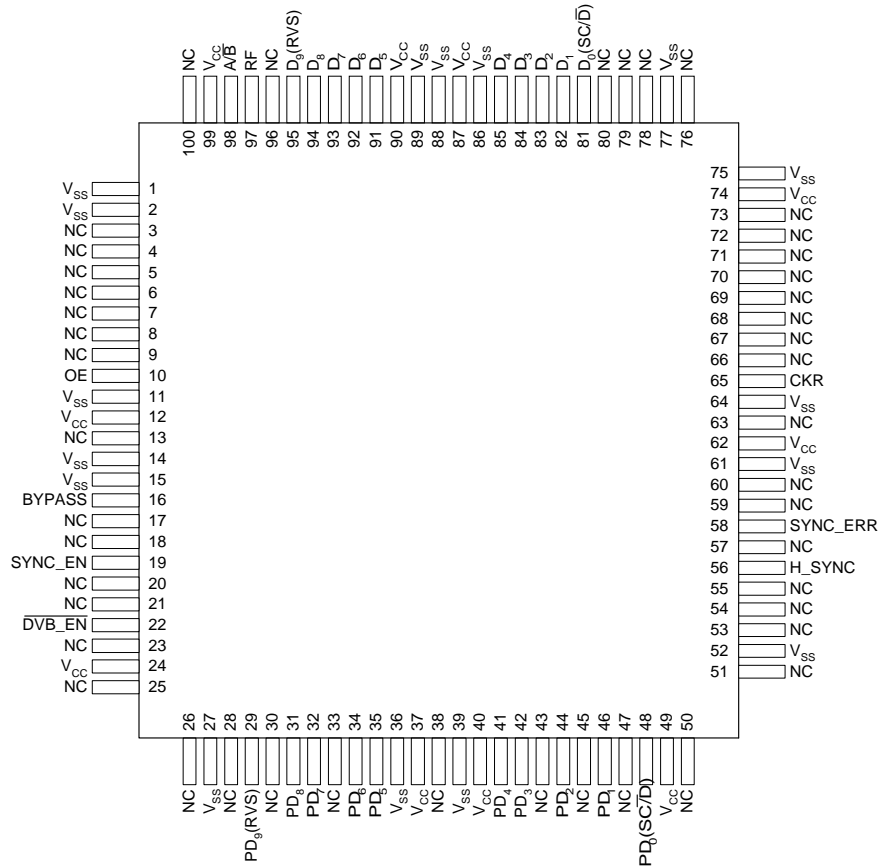 NC VCC A/B̅ RF NC D9(RVS) D8 D7 D6 D5 VCC VSS VSS VCC VSS D4 D3 D2 D1 D0(SC/D̅) NC NC NC VSS NC
100 99 98 97 96 95 94 93 92 91 90 89 88 87 86 85 84 83 82 81 80 79 78 77 76
VSS 1
VSS 2
NC 3
NC 4
NC 5
NC 6
NC 7
NC 8
NC 9
OE 10
VSS 11
VCC 12
NC 13
VSS 14
VSS 15
BYPASS 16
NC 17
NC 18
SYNC_EN 19
NC 20
NC 21
D̅V̅B̅_̅E̅N̅ 22
NC 23
VCC 24
NC 25
75 VSS
74 VCC
73 NC
72 NC
71 NC
70 NC
69 NC
68 NC
67 NC
66 NC
65 CKR
64 VSS
63 NC
62 VCC
61 VSS
60 NC
59 NC
58 SYNC_ERR
57 NC
56 H_SYNC
55 NC
54 NC
53 NC
52 VSS
51 NC
26 27 28 29 30 31 32 33 34 35 36 37 38 39 40 41 42 43 44 45 46 47 48 49 50
NC VSS NC PD9(RVS) NC PD8 PD7 NC PD6 PD5 VSS VCC NC VSS VCC PD4 PD3 NC PD2 NC PD1 NC PD0(SC/D̅) VCC NC